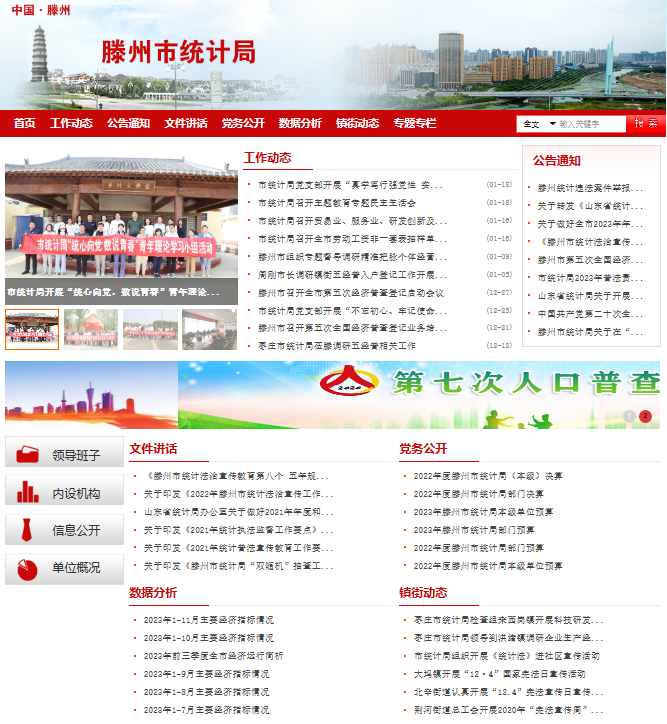 中国·滕州
滕州市统计局
首页 工作动态 公告通知 文件讲话 党务公开 数据分析 镇街动态 专题专栏 全文 输入关键字 搜 索
市统计局“统心向党 数说青春”青年理论学习小组活动
市统计局开展“统心向党，数说青春”青年理论...
工作动态
市统计局党支部开展“真学笃行强党性 实... (01-18)
市统计局召开主题教育专题民主生活会 (01-18)
市统计局召开贸易业、服务业、研发创新及... (01-16)
市统计局召开全市劳动工资非一套表抽样单... (01-16)
滕州市组织专题督导调研精准把脉个体经营... (01-09)
周刚市长调研镇街五经普入户登记工作开展... (01-05)
滕州市召开全市第五次经济普查登记启动会议 (12-27)
市统计局党支部开展“不忘初心、牢记使命... (12-25)
滕州市召开第五次全国经济普查登记业务培... (12-21)
枣庄市统计局莅滕调研五经普相关工作 (12-12)
公告通知
滕州统计违法案件举报...
关于转发《山东省统计...
关于做好全市2023年年...
《滕州市统计法治宣传...
滕州市第五次全国经济...
市统计局2023年普法责...
山东省统计局关于开展...
中国共产党第二十次全...
滕州市统计局关于在“...
2020
第七次人口普查
1 2
领导班子
内设机构
信息公开
单位概况
文件讲话
《滕州市统计法治宣传教育第八个 五年规...
关于印发《2022年滕州市统计法治宣传工作...
山东省统计局办公室关于做好2021年年度和...
关于印发《2021年统计执法监督工作要点》...
关于印发《2021年统计普法宣传教育工作要...
关于印发《滕州市统计局“双随机”抽查工...
党务公开
2022年度滕州市统计局（本级）决算
2022年度滕州市统计局部门决算
2023年滕州市统计局本级单位预算
2023年滕州市统计局部门预算
2022年度滕州市统计局部门预算
2022年度滕州市统计局本级单位预算
数据分析
2023年1-11月主要经济指标情况
2023年1-10月主要经济指标情况
2023年前三季度全市经济运行简析
2023年1-9月主要经济指标情况
2023年1-8月主要经济指标情况
2023年1-7月主要经济指标情况
镇街动态
枣庄市统计局检查组来西岗镇开展科技研发...
枣庄市统计局领导到洪绪镇调研企业生产经...
市统计局组织开展《统计法》进社区宣传活动
大坞镇开展“12·4”国家宪法日宣传活动
北辛街道认真开展“12.4”宪法宣传日宣传...
荆河街道总工会开展2020年“宪法宣传周”...